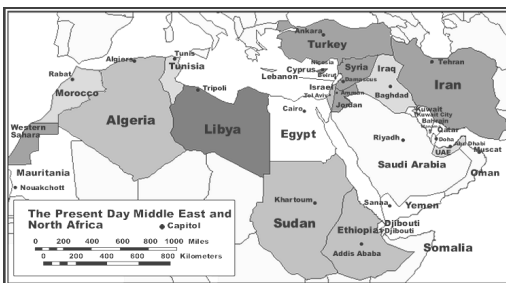 Ankara
Turkey
Algiers
Tunis
Tunisia
Rabat
Morocco
Tripoli
Cyprus
Nicosia
Lebanon
Beirut
Syria
Damascus
Iraq
Baghdad
Tehran
Iran
Israel
Tel Aviv
Amman
Jordan
Western
Sahara
Algeria
Libya
Cairo
Egypt
Kuwait
Kuwait City
Bahrain
Qatar
Doha
Abu Dhabi
UAE
Muscat
Oman
Riyadh
Saudi Arabia
Mauritania
Nouakchott
Khartoum
Sudan
Sanaa
Yemen
Djibouti
Djibouti
Ethiopia
Addis Ababa
Somalia
The Present Day Middle East and
North Africa
Capitol
0 200 400 600 800 1000 Miles
0 200 400 600 800 Kilometers